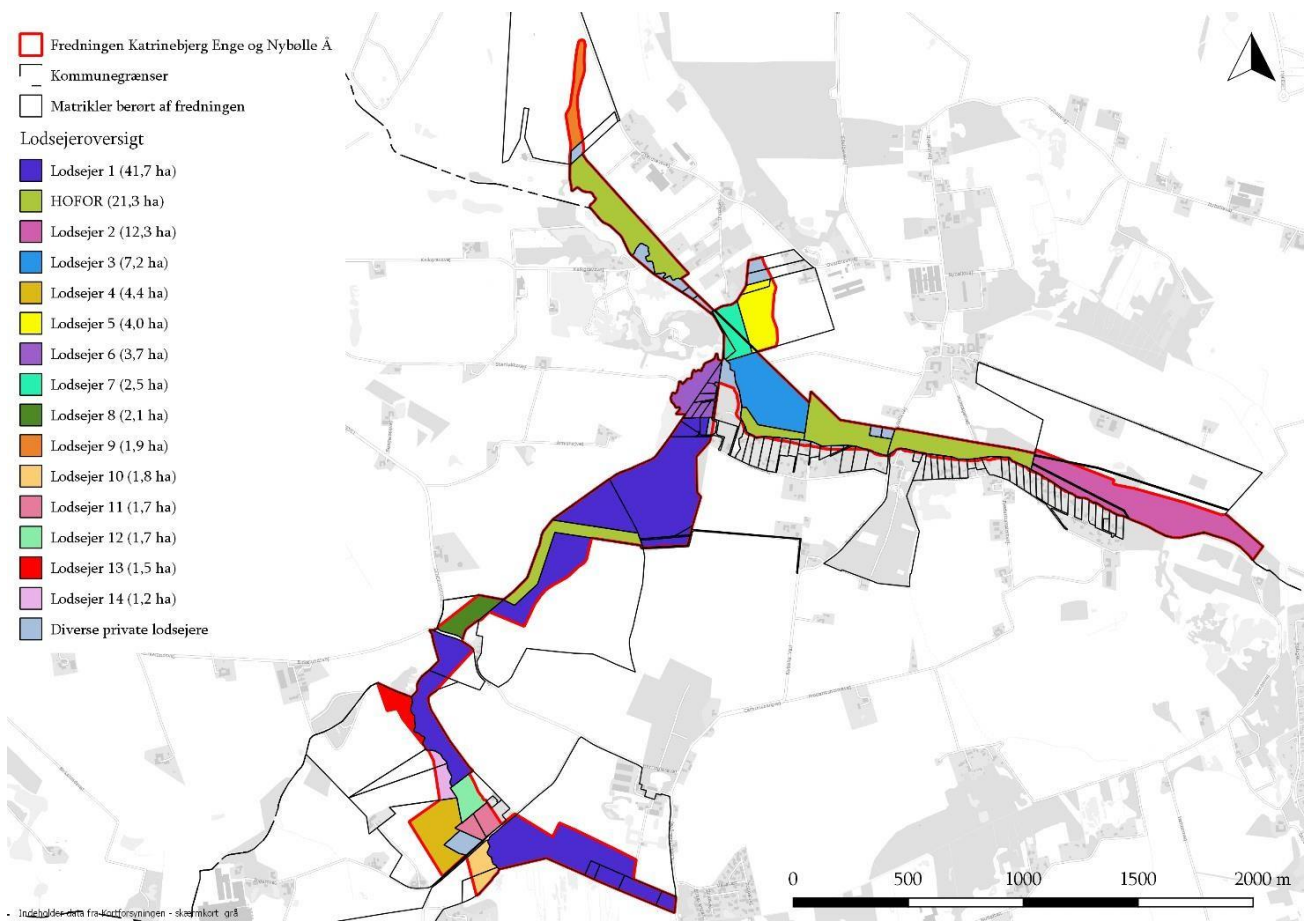 Fredningen Katrinebjerg Enge og Nybølle Å
Kommunegrænser
Matrikler berørt af fredningen
Lodsejeroversigt
Lodsejer 1 (41,7 ha)
HOFOR (21,3 ha)
Lodsejer 2 (12,3 ha)
Lodsejer 3 (7,2 ha)
Lodsejer 4 (4,4 ha)
Lodsejer 5 (4,0 ha)
Lodsejer 6 (3,7 ha)
Lodsejer 7 (2,5 ha)
Lodsejer 8 (2,1 ha)
Lodsejer 9 (1,9 ha)
Lodsejer 10 (1,8 ha)
Lodsejer 11 (1,7 ha)
Lodsejer 12 (1,7 ha)
Lodsejer 13 (1,5 ha)
Lodsejer 14 (1,2 ha)
Diverse private lodsejere
0 500 1000 1500 2000 m
Indeholder data fra Kortforsyningen - skærmkort grå